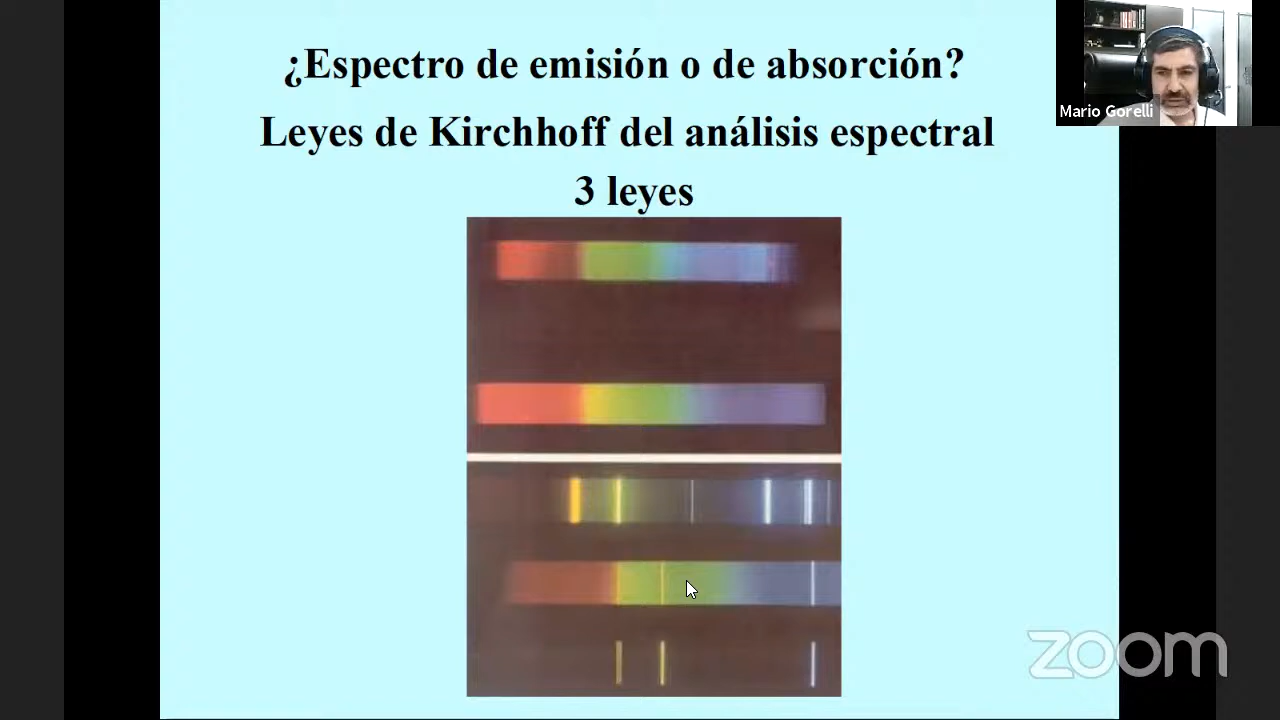 ¿Espectro de emisión o de absorción?
Leyes de Kirchhoff del análisis espectral
3 leyes
Mario Gorelli
zoom